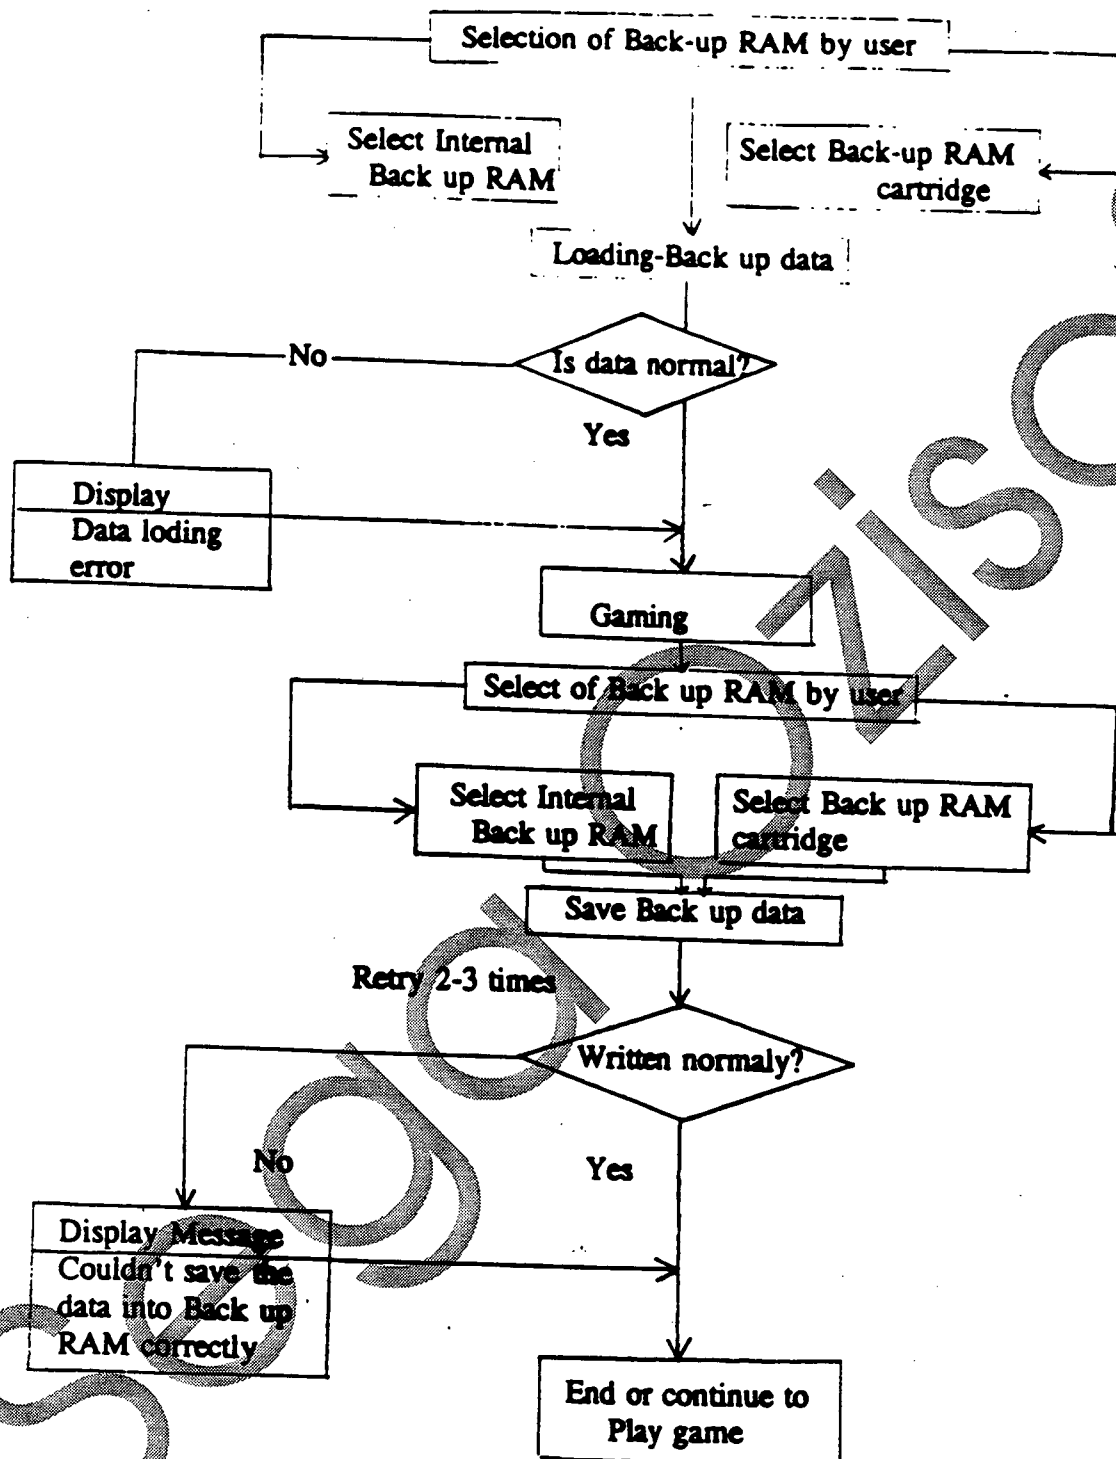 Selection of Back-up RAM by user
Select Internal
Back up RAM
Select Back-up RAM
cartridge
Loading-Back up data
No
Is data normal?
Yes
Display
Data loding
error
Gaming
Select of Back up RAM by user
Select Internal
Back up RAM
Select Back up RAM
cartridge
Save Back up data
Retry 2-3 times
Written normaly?
No
Yes
Display Message
Couldn't save the
data into Back up
RAM correctly
End or continue to
Play game